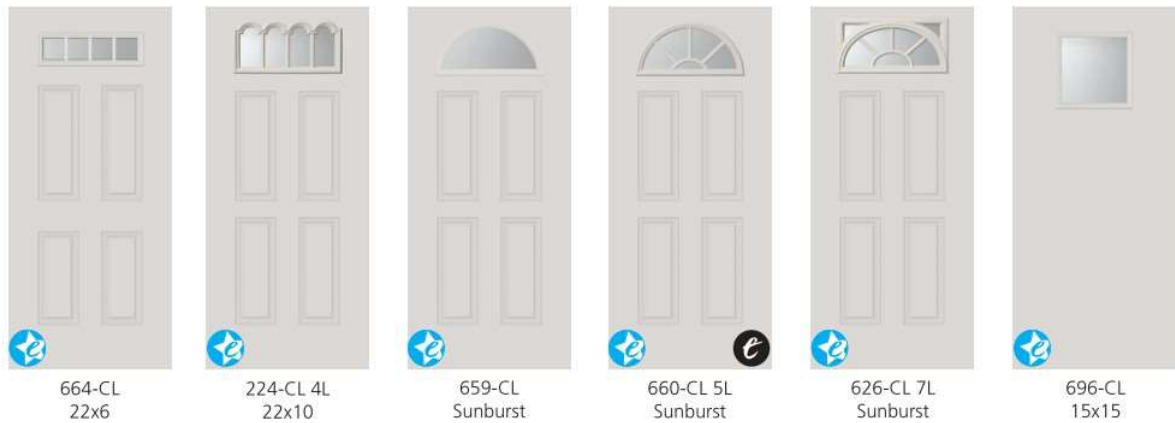 e
e
e
e
e
e
e
664-CL
22x6
224-CL 4L
22x10
659-CL
Sunburst
660-CL 5L
Sunburst
626-CL 7L
Sunburst
696-CL
15x15